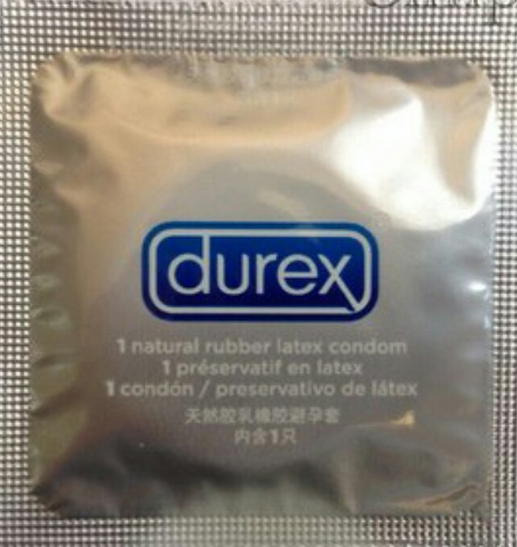 durex
1 natural rubber latex condom
1 préservatif en latex
1 condón / preservativo de látex
天然胶乳橡胶避孕套
内含1只